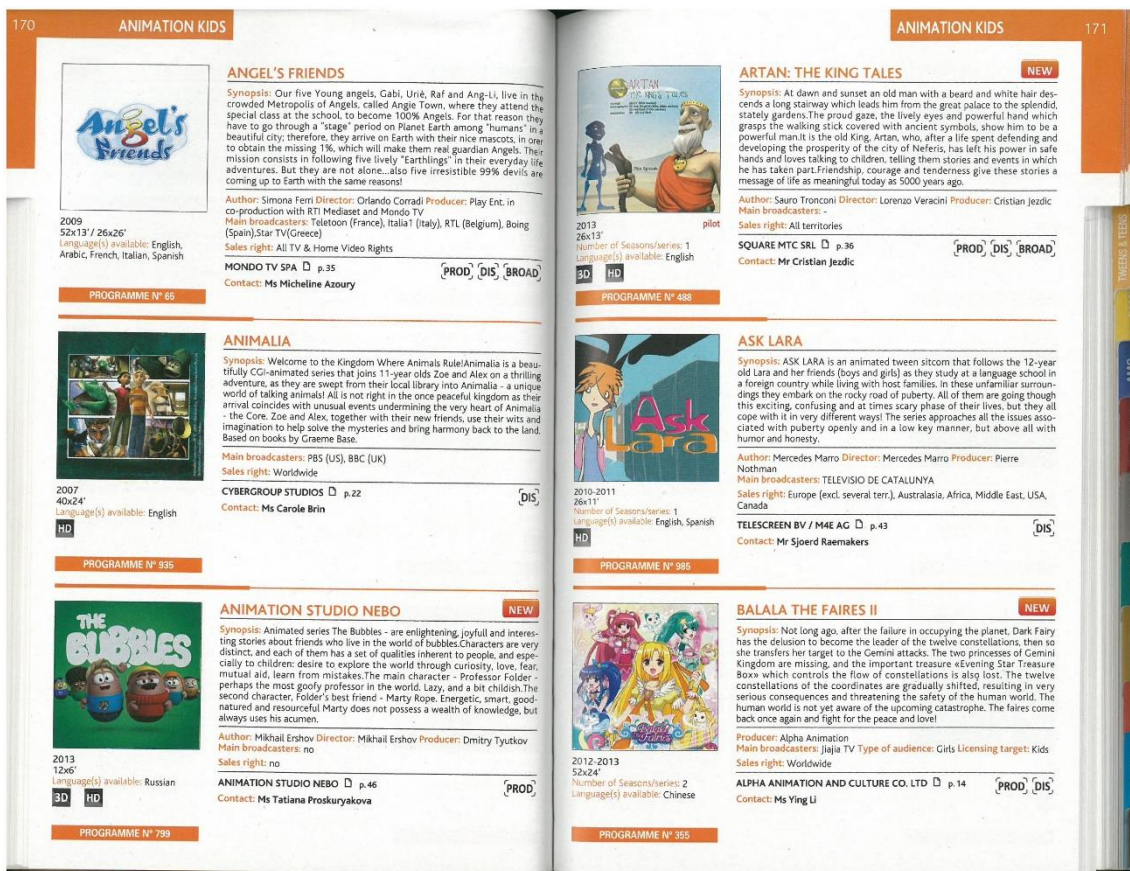 170
ANIMATION KIDS
Angel's
Friends
2009
52x13'/ 26x26'
Language(s) available: English,
Arabic, French, Italian, Spanish
PROGRAMME N° 65
ANGEL'S FRIENDS
Synopsis: Our five Young angels, Gabi, Uriè, Raf and Ang-Li, live in the
crowded Metropolis of Angels, called Angie Town, where they attend the
special class at the school, to become 100% Angels. For that reason they
have to go through a "stage" period on Planet Earth among "humans" in a
beautiful city; therefore, they arrive on Earth with their nice mascots, in orer
to obtain the missing 1%, which will make them real guardian Angels. Their
mission consists in following five lively "Earthlings" in their everyday life
adventures. But they are not alone...also five irresistible 99% devils are
coming up to Earth with the same reasons!
Author: Simona Ferri Director: Orlando Corradi Producer: Play Ent. in
co-production with RTI Mediaset and Mondo TV
Main broadcasters: Teletoon (France), Italia1 (Italy), RTL (Belgium), Boing
(Spain),Star TV(Greece)
Sales right: All TV & Home Video Rights
MONDO TV SPA p.35
PROD DIS BROAD
Contact: Ms Micheline Azoury
2007
40x24'
Language(s) available: English
HD
PROGRAMME N° 935
ANIMALIA
Synopsis: Welcome to the Kingdom Where Animals Rule!Animalia is a beau-
tifully CGI-animated series that joins 11-year olds Zoe and Alex on a thrilling
adventure, as they are swept from their local library into Animalia - a unique
world of talking animals! All is not right in the once peaceful kingdom as their
arrival coincides with unusual events undermining the very heart of Animalia
- the Core. Zoe and Alex, together with their new friends, use their wits and
imagination to help solve the mysteries and bring harmony back to the land.
Based on books by Graeme Base.
Main broadcasters: PBS (US), BBC (UK)
Sales right: Worldwide
CYBERGROUP STUDIOS p.22
DIS
Contact: Ms Carole Brin
THE
BUBBLES
2013
12x6'
Language(s) available: Russian
3D HD
PROGRAMME N° 799
ANIMATION STUDIO NEBO
NEW
Synopsis: Animated series The Bubbles - are enlightening, joyfull and interes-
ting stories about friends who live in the world of bubbles.Characters are very
distinct, and each of them has a set of qualities inherent to people, and espe-
cially to children: desire to explore the world through curiosity, love, fear,
mutual aid, learn from mistakes.The main character - Professor Folder -
perhaps the most goofy professor in the world. Lazy, and a bit childish.The
second character, Folder's best friend - Marty Rope. Energetic, smart, good-
natured and resourceful Marty does not possess a wealth of knowledge, but
always uses his acumen.
Author: Mikhail Ershov Director: Mikhail Ershov Producer: Dmitry Tyutkov
Main broadcasters: no
Sales right: no
ANIMATION STUDIO NEBO p.46
PROD
Contact: Ms Tatiana Proskuryakova
ANIMATION KIDS
171
ARTAN
THE KING'S TALES
2013
pilot
26x13'
Number of Seasons/series: 1
Language(s) available: English
3D HD
PROGRAMME N° 488
ARTAN: THE KING TALES
NEW
Synopsis: At dawn and sunset an old man with a beard and white hair des-
cends a long stairway which leads him from the great palace to the splendid,
stately gardens.The proud gaze, the lively eyes and powerful hand which
grasps the walking stick covered with ancient symbols, show him to be a
powerful man.It is the old King, Artan, who, after a life spent defending and
developing the prosperity of the city of Neferis, has left his power in safe
hands and loves talking to children, telling them stories and events in which
he has taken part.Friendship, courage and tenderness give these stories a
message of life as meaningful today as 5000 years ago.
Author: Sauro Tronconi Director: Lorenzo Veracini Producer: Cristian Jezdic
Main broadcasters: -
Sales right: All territories
SQUARE MTC SRL p.36
PROD DIS BROAD
Contact: Mr Cristian Jezdic
Ask
Lara
2010-2011
26x11'
Number of Seasons/series: 1
Language(s) available: English, Spanish
HD
PROGRAMME N° 985
ASK LARA
Synopsis: ASK LARA is an animated tween sitcom that follows the 12-year
old Lara and her friends (boys and girls) as they study at a language school in
a foreign country while living with host families. In these unfamiliar surroun-
dings they embark on the rocky road of puberty. All of them are going though
this exciting, confusing and at times scary phase of their lives, but they all
cope with it in very different ways! The series approaches all the issues asso-
ciated with puberty openly and in a low key manner, but above all with
humor and honesty.
Author: Mercedes Marro Director: Mercedes Marro Producer: Pierre
Nothman
Main broadcasters: TELEVISIO DE CATALUNYA
Sales right: Europe (excl. several terr.), Australasia, Africa, Middle East, USA,
Canada
TELESCREEN BV / M4E AG p.43
DIS
Contact: Mr Sjoerd Raemakers
Balala
Fairies
2012-2013
52x24'
Number of Seasons/series: 2
Language(s) available: Chinese
PROGRAMME N° 355
BALALA THE FAIRES II
NEW
Synopsis: Not long ago, after the failure in occupying the planet, Dark Fairy
has the delusion to become the leader of the twelve constellations, then so
she transfers her target to the Gemini attacks. The two princesses of Gemini
Kingdom are missing, and the important treasure «Evening Star Treasure
Box» which controls the flow of constellations is also lost. The twelve
constellations of the coordinates are gradually shifted, resulting in very
serious consequences and threatening the safety of the human world. The
human world is not yet aware of the upcoming catastrophe. The faires come
back once again and fight for the peace and love!
Producer: Alpha Animation
Main broadcasters: Jiajia TV Type of audience: Girls Licensing target: Kids
Sales right: Worldwide
ALPHA ANIMATION AND CULTURE CO. LTD p. 14
PROD DIS
Contact: Ms Ying Li
TWEENS & TEENS